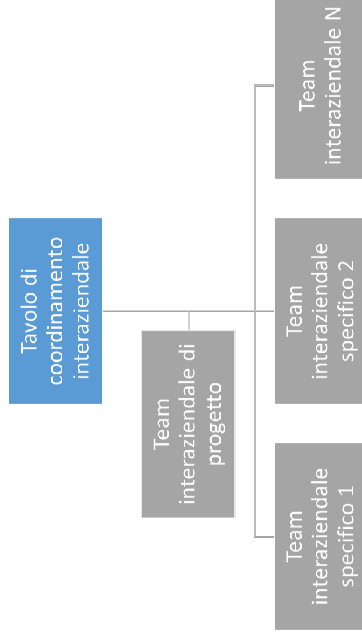 Tavolo di
coordinamento
interaziendale
Team
interaziendale di
progetto
Team
interaziendale
specifico 1
Team
interaziendale
specifico 2
Team
interaziendale N